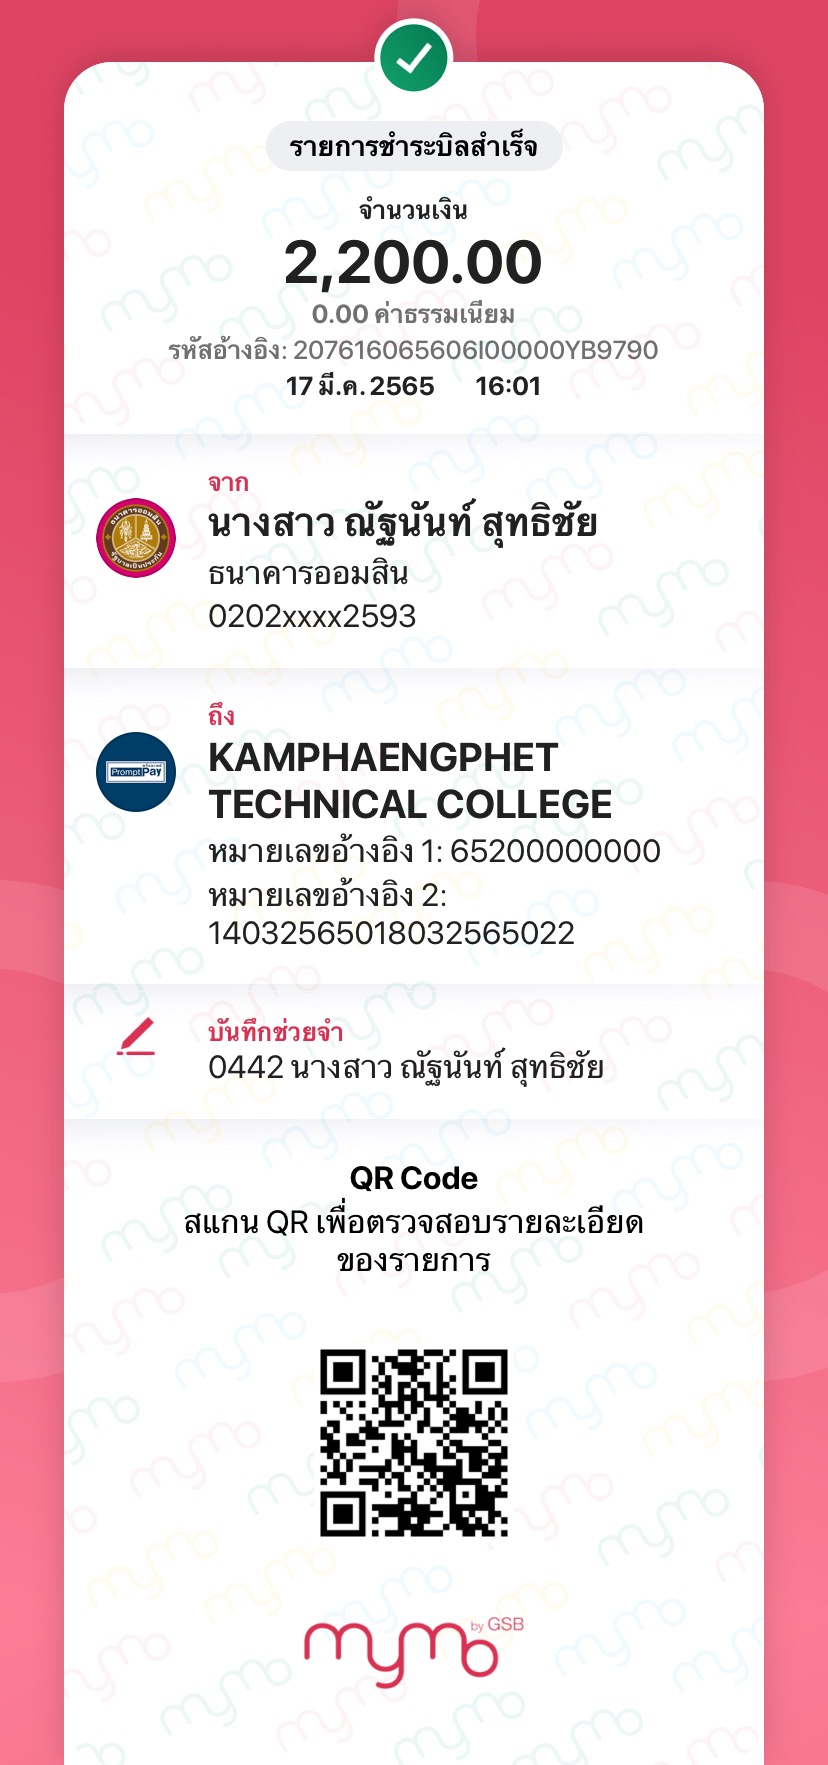 รายการชำระบิลสำเร็จ
จำนวนเงิน
2,200.00
0.00 ค่าธรรมเนียม
รหัสอ้างอิง: 207616065606I00000YB9790
17 มี.ค. 2565 16:01
จาก
นางสาว ณัฐนันท์ สุทธิชัย
ธนาคารออมสิน
0202xxxx2593
ถึง
PromptPay
KAMPHAENGPHET
TECHNICAL COLLEGE
หมายเลขอ้างอิง 1: 65200000000
หมายเลขอ้างอิง 2:
14032565018032565022
บันทึกช่วยจำ
0442 นางสาว ณัฐนันท์ สุทธิชัย
QR Code
สแกน QR เพื่อตรวจสอบรายละเอียด
ของรายการ
mymo by GSB